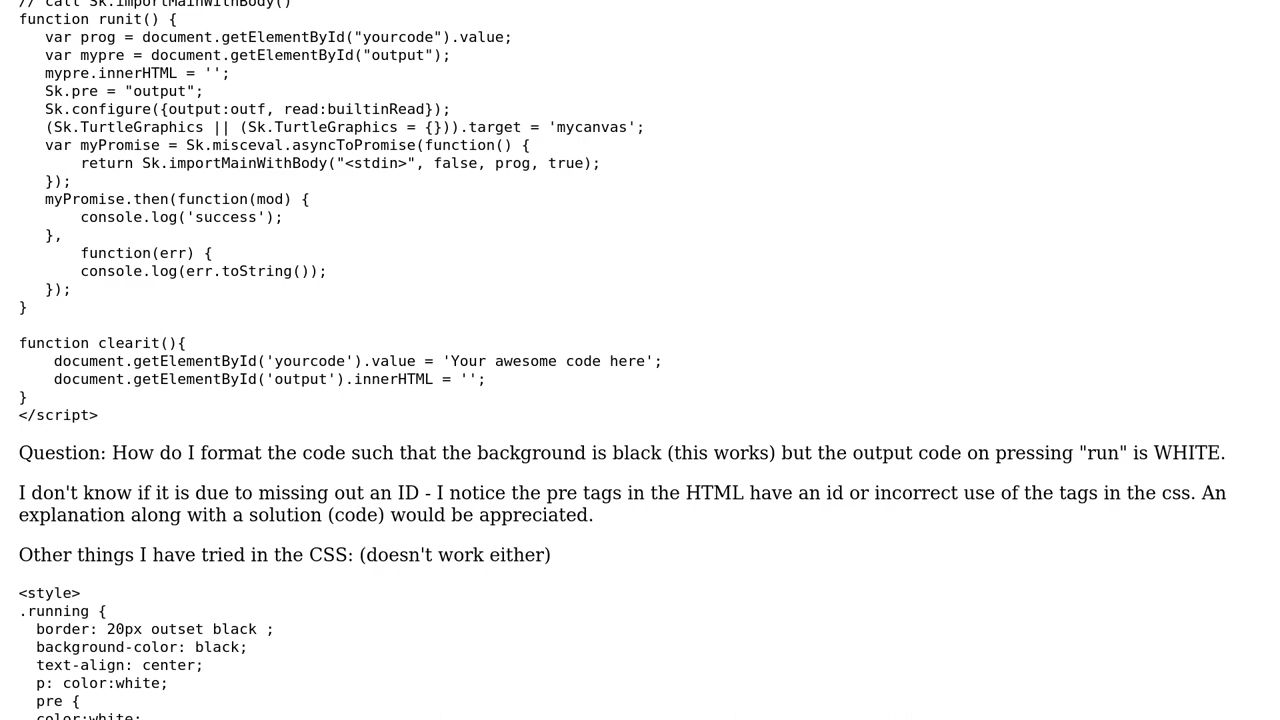 // call Sk.importMainWithBody()
function runit() {
   var prog = document.getElementById("yourcode").value;
   var mypre = document.getElementById("output");
   mypre.innerHTML = '';
   Sk.pre = "output";
   Sk.configure({output:outf, read:builtinRead});
   (Sk.TurtleGraphics || (Sk.TurtleGraphics = {})).target = 'mycanvas';
   var myPromise = Sk.misceval.asyncToPromise(function() {
       return Sk.importMainWithBody("<stdin>", false, prog, true);
   });
   myPromise.then(function(mod) {
       console.log('success');
   },
       function(err) {
       console.log(err.toString());
   });
}

function clearit(){
    document.getElementById('yourcode').value = 'Your awesome code here';
    document.getElementById('output').innerHTML = '';
}
</script>
Question: How do I format the code such that the background is black (this works) but the output code on pressing "run" is WHITE.
I don't know if it is due to missing out an ID - I notice the pre tags in the HTML have an id or incorrect use of the tags in the css. An
explanation along with a solution (code) would be appreciated.
Other things I have tried in the CSS: (doesn't work either)
<style>
.running {
  border: 20px outset black ;
  background-color: black;
  text-align: center;
  p: color:white;
  pre {
  color:white;